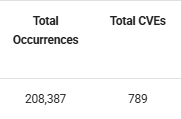 Total Total CVEs
Occurrences
208,387 789